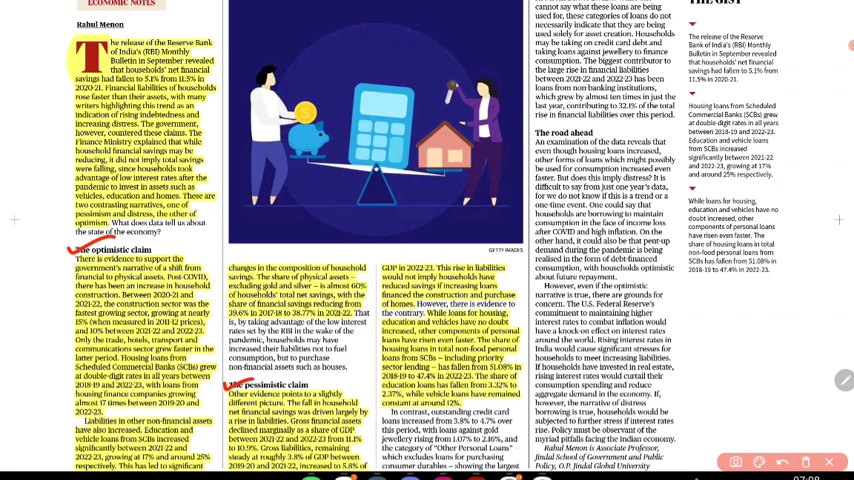 ECONOMIC NOTES
Rahul Menon
The release of the Reserve Bank
of India's (RBI) Monthly
Bulletin in September revealed
that households' net financial
savings had fallen to 5.1% from 11.5% in
2020-21. Financial liabilities of households
rose faster than their assets, with many
writers highlighting this trend as an
indication of rising indebtedness and
increasing distress. The government,
however, countered these claims. The
Finance Ministry explained that while
household financial savings may be
reducing, it did not imply total savings
were falling, since households took
advantage of low interest rates after the
pandemic to invest in assets such as
vehicles, education and homes. These are
two contrasting narratives, one of
pessimism and distress, the other of
optimism. What does data tell us about
the state of the economy?
The optimistic claim
There is evidence to support the
government's narrative of a shift from
financial to physical assets. Post-COVID,
there has been an increase in household
construction. Between 2020-21 and
2021-22, the construction sector was the
fastest growing sector, growing at nearly
15% (when measured in 2011-12 prices),
and 10% between 2021-22 and 2022-23.
Only the trade, hotels, transport and
communications sector grew faster in the
latter period. Housing loans from
Scheduled Commercial Banks (SCBs) grew
at double-digit rates in all years between
2018-19 and 2022-23, with loans from
housing finance companies growing
almost 17 times between 2019-20 and
2022-23.
Liabilities in other non-financial assets
have also increased. Education and
vehicle loans from SCBs increased
significantly between 2021-22 and
2022-23, growing at 17% and around 25%
respectively. This has led to significant
GETTY IMAGES
changes in the composition of household
savings. The share of physical assets –
excluding gold and silver – is almost 60%
of households' total net savings, with the
share of financial savings reducing from
39.6% in 2017-18 to 38.77% in 2021-22. That
is, by taking advantage of the low interest
rates set by the RBI in the wake of the
pandemic, households may have
increased their liabilities not to fuel
consumption, but to purchase
non-financial assets such as houses.
The pessimistic claim
Other evidence points to a slightly
different picture. The fall in household
net financial savings was driven largely by
a rise in liabilities. Gross financial assets
declined marginally as a share of GDP
between 2021-22 and 2022-23 from 11.1%
to 10.9%. Gross liabilities, remaining
steady at roughly 3.8% of GDP between
2019-20 and 2021-22, increased to 5.8% of
GDP in 2022-23. This rise in liabilities
would not imply households have
reduced savings if increasing loans
financed the construction and purchase
of homes. However, there is evidence to
the contrary. While loans for housing,
education and vehicles have no doubt
increased, other components of personal
loans have risen even faster. The share of
housing loans in total non-food personal
loans from SCBs – including priority
sector lending – has fallen from 51.08% in
2018-19 to 47.4% in 2022-23. The share of
education loans has fallen from 3.32% to
2.37%, while vehicle loans have remained
constant at around 12%.
In contrast, outstanding credit card
loans increased from 3.8% to 4.7% over
this period, with loans against gold
jewellery rising from 1.07% to 2.16%, and
the category of "Other Personal Loans" –
which excludes loans for purchasing
consumer durables – showing the largest
cannot say what these loans are being
used for, these categories of loans do not
necessarily indicate that they are being
used solely for asset creation. Households
may be taking on credit card debt and
taking loans against jewellery to finance
consumption. The biggest contributor to
the large rise in financial liabilities
between 2021-22 and 2022-23 has been
loans from non-banking institutions,
which grew by almost ten times in just the
last year, contributing to 32.1% of the total
rise in financial liabilities over this period.
The road ahead
An examination of the data reveals that
even though housing loans increased,
other forms of loans which might possibly
be used for consumption increased even
faster. But does this imply distress? It is
difficult to say from just one year's data,
for we do not know if this is a trend or a
one-time event. One could say that
households are borrowing to maintain
consumption in the face of income loss
after COVID and high inflation. On the
other hand, it could also be that pent-up
demand during the pandemic is being
realised in the form of debt-financed
consumption, with households optimistic
about future repayment.
However, even if the optimistic
narrative is true, there are grounds for
concern. The U.S. Federal Reserve's
commitment to maintaining higher
interest rates to combat inflation would
have a knock on effect on interest rates
around the world. Rising interest rates in
India would cause significant stresses for
households to meet increasing liabilities.
If households have invested in real estate,
rising interest rates would curtail their
consumption spending and reduce
aggregate demand in the economy. If,
however, the narrative of distress
borrowing is true, households would be
subjected to further stress if interest rates
rise. Policy must be observant of the
myriad pitfalls facing the Indian economy.
Rahul Menon is Associate Professor,
Jindal School of Government and Public
Policy, O.P. Jindal Global University
THE GIST
The release of the Reserve
Bank of India's (RBI) Monthly
Bulletin in September revealed
that households' net financial
savings had fallen to 5.1% from
11.5% in 2020-21.
Housing loans from Scheduled
Commercial Banks (SCBs) grew
at double-digit rates in all years
between 2018-19 and 2022-23.
Education and vehicle loans
from SCBs increased
significantly between 2021-22
and 2022-23, growing at 17%
and around 25% respectively.
While loans for housing,
education and vehicles have no
doubt increased, other
components of personal loans
have risen even faster. The
share of housing loans in total
non-food personal loans from
SCBs has fallen from 51.08% in
2018-19 to 47.4% in 2022-23.